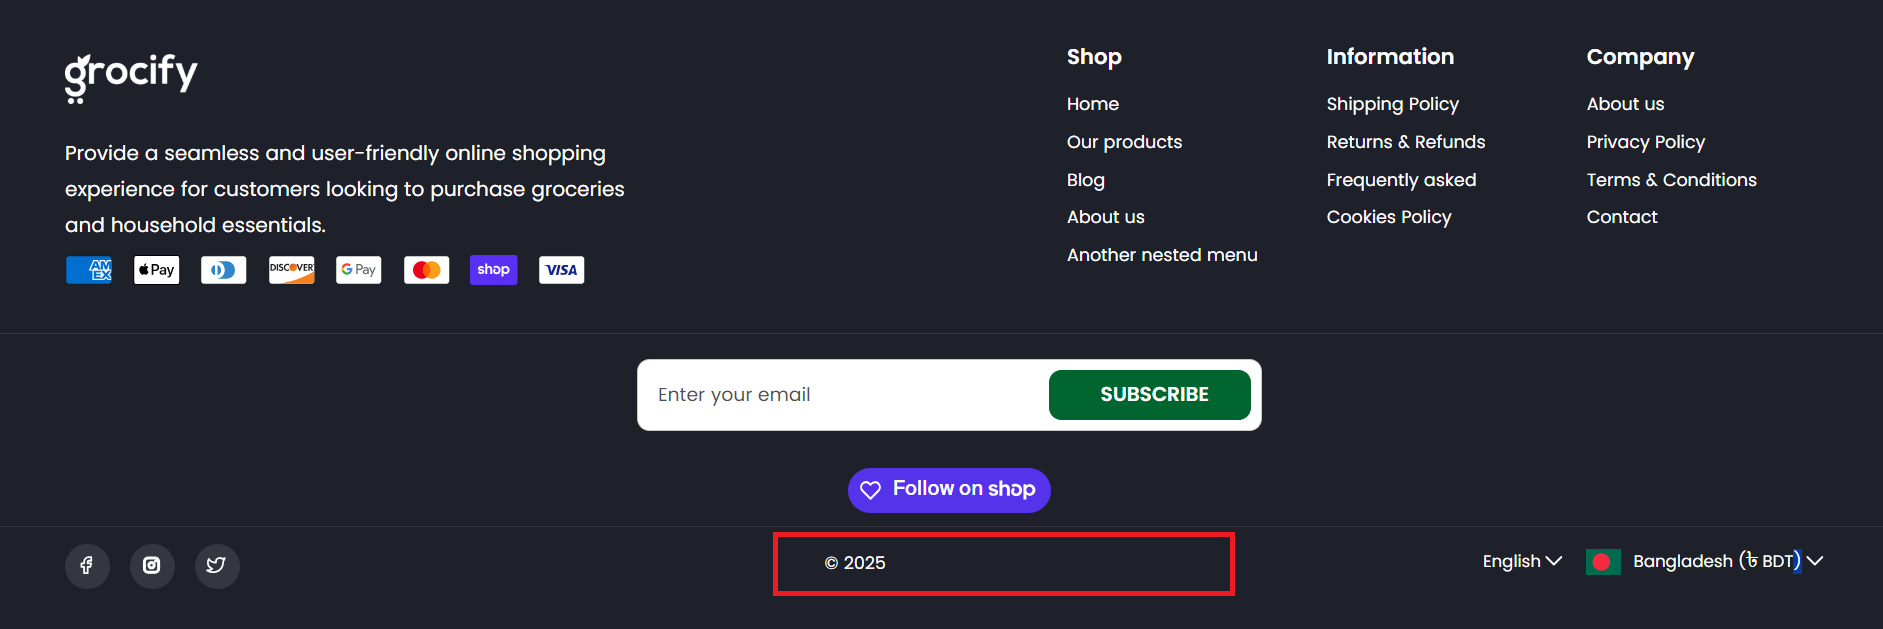 grocify
Provide a seamless and user-friendly online shopping
experience for customers looking to purchase groceries
and household essentials.
AM EX
Pay
DISCOVER
G Pay
shop
VISA
Shop
Home
Our products
Blog
About us
Another nested menu
Information
Shipping Policy
Returns & Refunds
Frequently asked
Cookies Policy
Company
About us
Privacy Policy
Terms & Conditions
Contact
Enter your email
SUBSCRIBE
Follow on shop
© 2025
English
Bangladesh (৳ BDT)